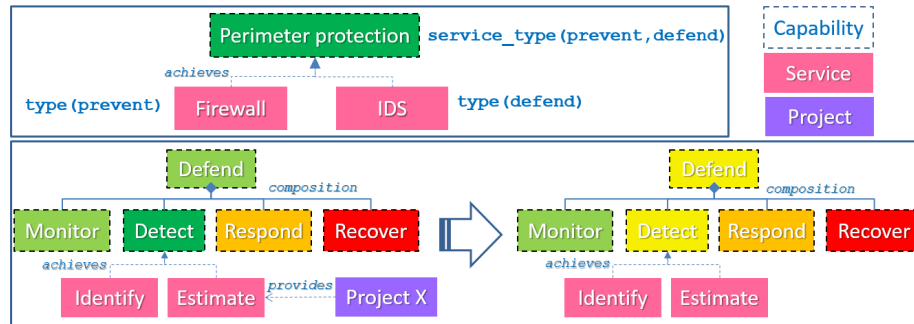 Perimeter protection
service_type(prevent,defend)
achieves
type(prevent)
Firewall
IDS
type(defend)
Capability
Service
Project
Defend
composition
Monitor
Detect
Respond
Recover
achieves
Identify
Estimate
provides
Project X
Defend
composition
Monitor
Detect
Respond
Recover
achieves
Identify
Estimate